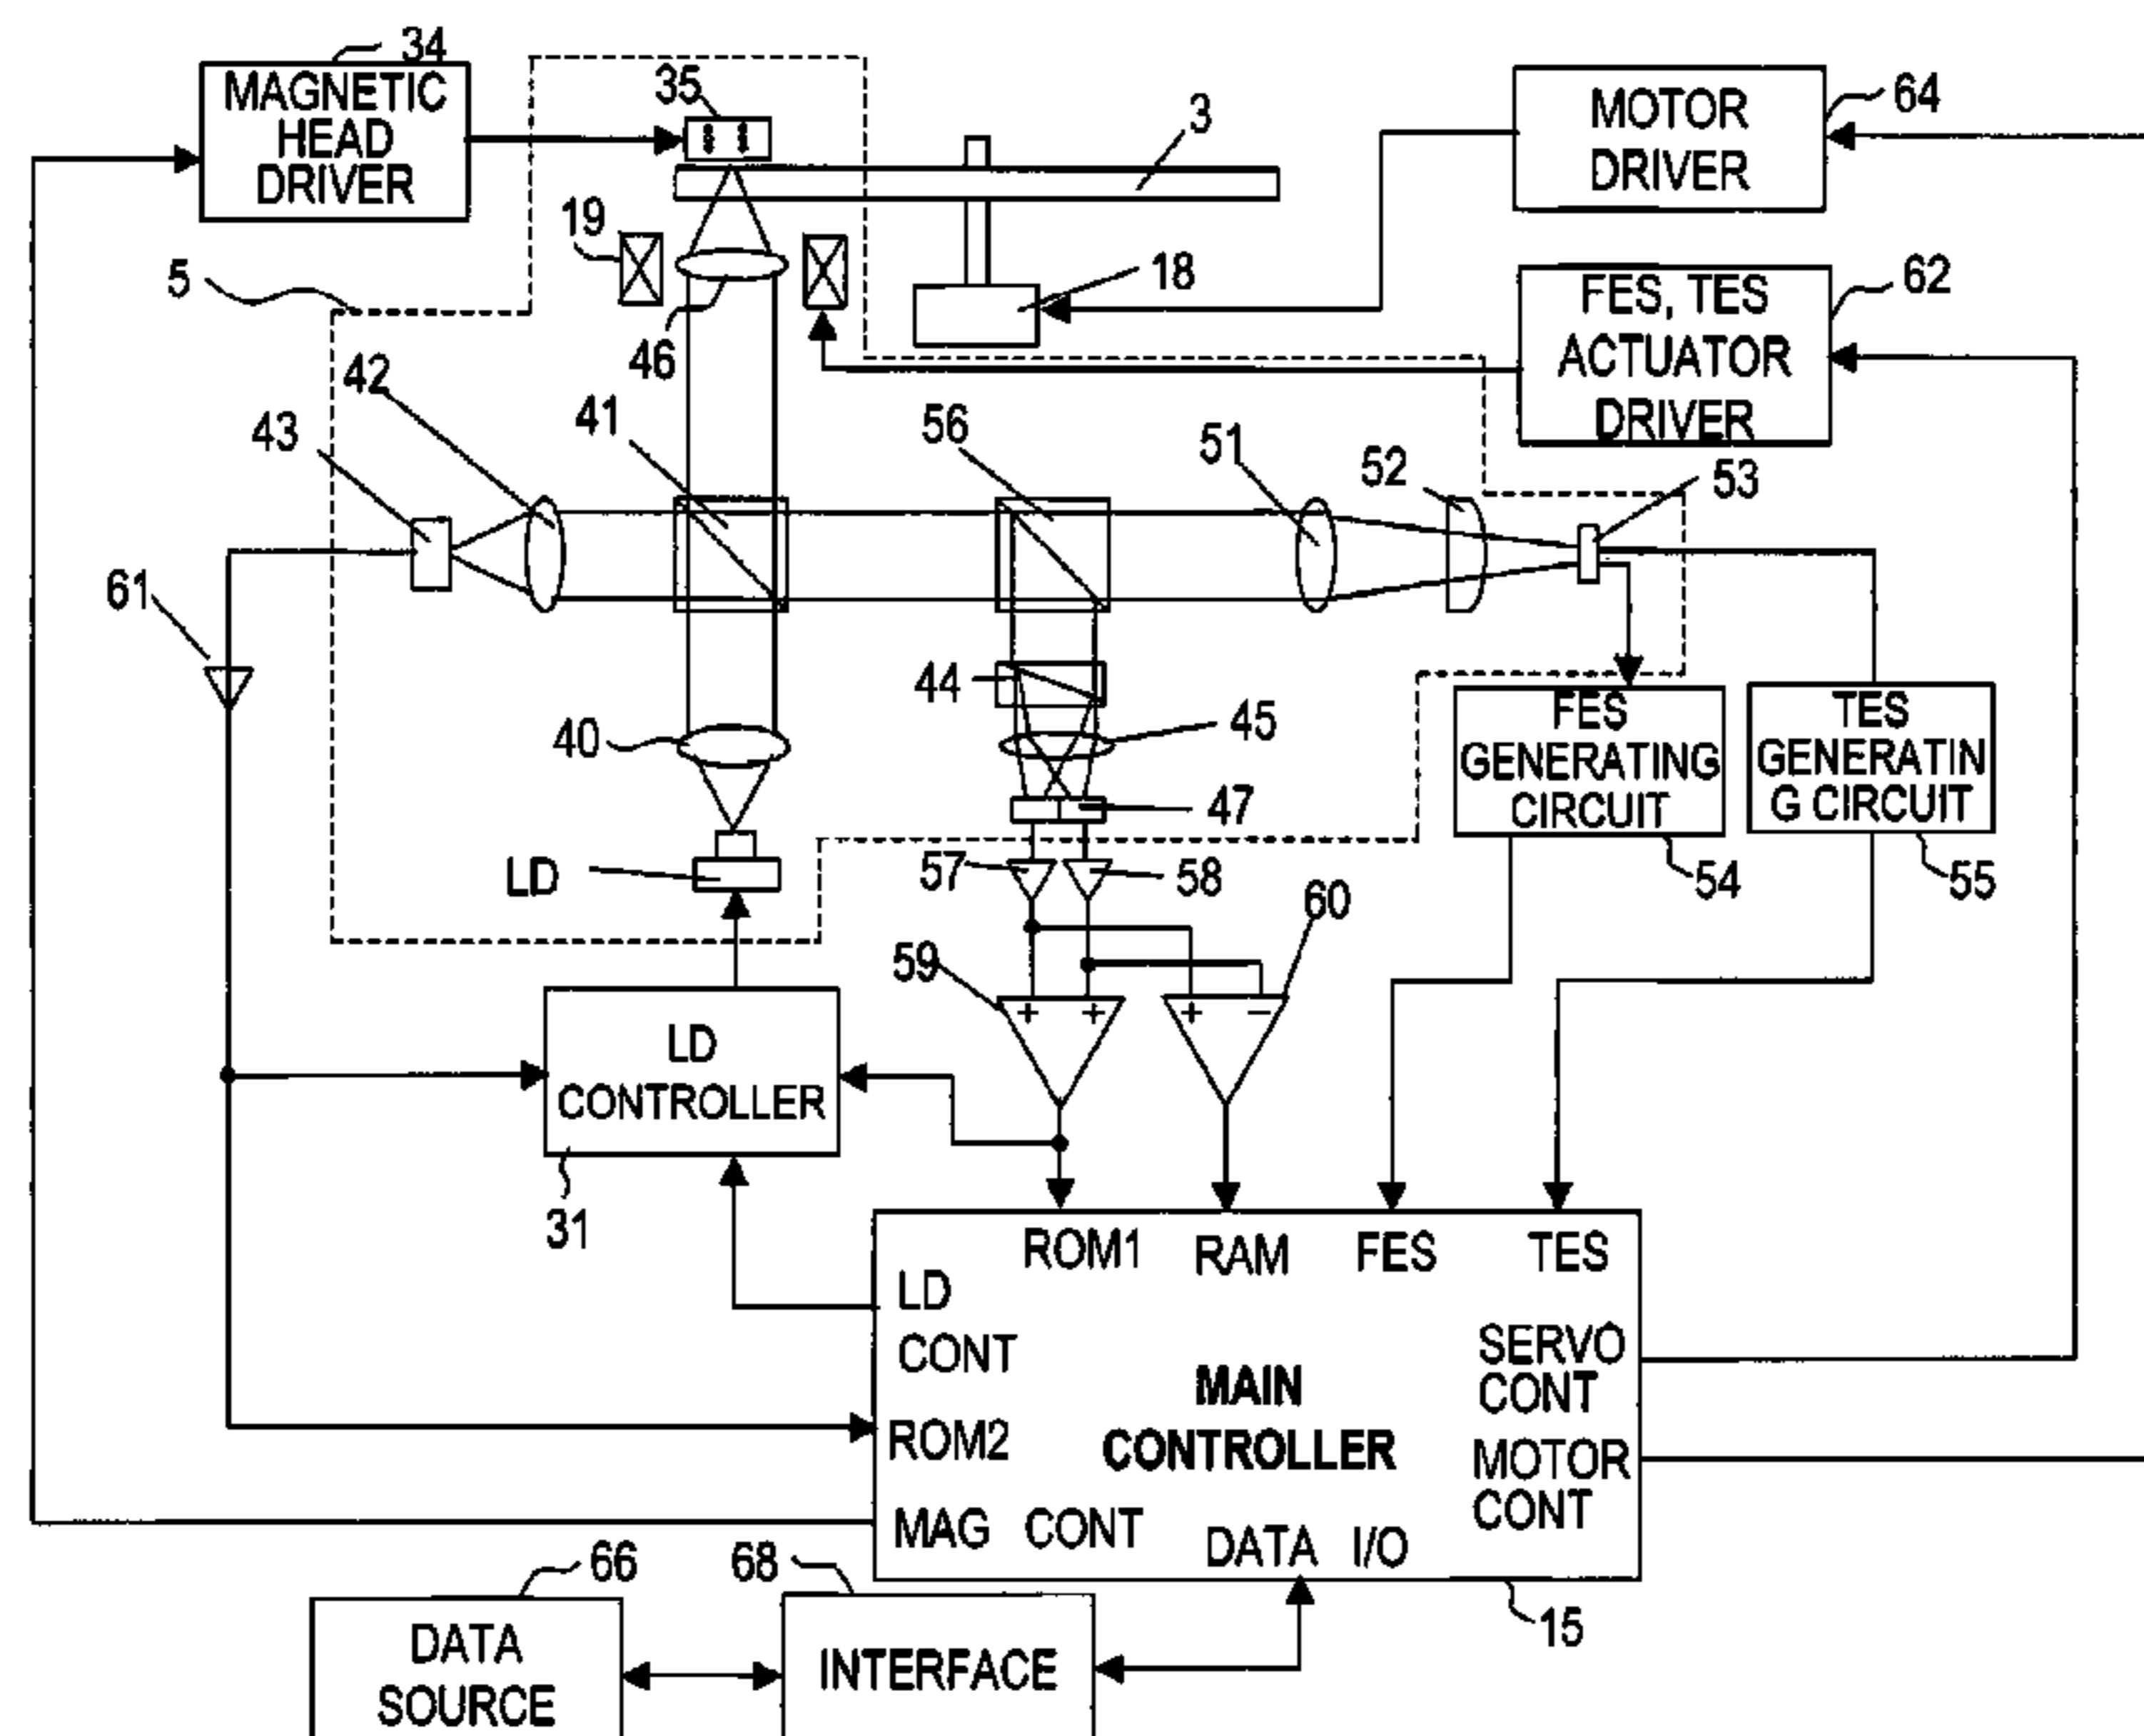 34
MAGNETIC
HEAD
DRIVER
35
3
MOTOR
DRIVER
64
19
5
46
18
FES, TES
ACTUATOR
DRIVER
62
43
42
41
56
51
52
53
61
44
45
40
47
FES
GENERATING
CIRCUIT
TES
GENERATIN
G CIRCUIT
LD
57
58
54
55
59
60
LD
CONTROLLER
+ +
+ −
31
ROM1
RAM
FES
TES
LD
CONT
SERVO
CONT
MAIN
CONTROLLER
ROM2
MOTOR
CONT
MAG CONT
DATA I/O
66
68
15
DATA
SOURCE
INTERFACE